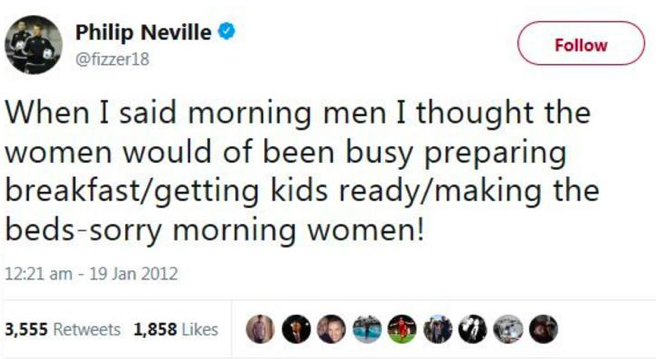 Philip Neville
@fizzer18
Follow
When I said morning men I thought the
women would of been busy preparing
breakfast/getting kids ready/making the
beds-sorry morning women!
12:21 am - 19 Jan 2012
3,555 Retweets 1,858 Likes